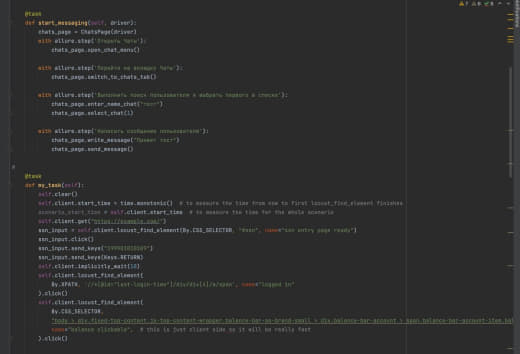 @task
def start_messaging(self, driver):
chats_page = ChatsPage(driver)
with allure.step('Открыть Чаты'):
chats_page.open_chat_menu()
with allure.step('Перейти на вкладку Чаты'):
chats_page.switch_to_chats_tab()
with allure.step('Выполнить поиск пользователя и выбрать первого в списке'):
chats_page.enter_name_chat("тест")
chats_page.select_chat(1)
with allure.step('Написать сообщение пользователю'):
chats_page.write_message("Привет тест")
chats_page.send_message()
@task
def my_task(self):
self.clear()
self.client.start_time = time.monotonic() # to measure the time from now to first locust_find_element finishes
scenario_start_time = self.client.start_time # to measure the time for the whole scenario
self.client.get("https://example.com/")
ssn_input = self.client.locust_find_element(By.CSS_SELECTOR, "#ssn", name="ssn entry page ready")
ssn_input.click()
ssn_input.send_keys("199901010109")
ssn_input.send_keys(Keys.RETURN)
self.client.implicitly_wait(10)
self.client.locust_find_element(
By.XPATH, '//*[@id="last-login-time"]/div/div[4]/a/span', name="logged in"
).click()
self.client.locust_find_element(
By.CSS_SELECTOR,
"body > div.fixed-top-content.js-top-content-wrapper.balance-bar-as-brand-small > div.balance-bar-account > span.balance-bar-account-item.bal
name="balance clickable", # this is just client side so it will be really fast
).click()